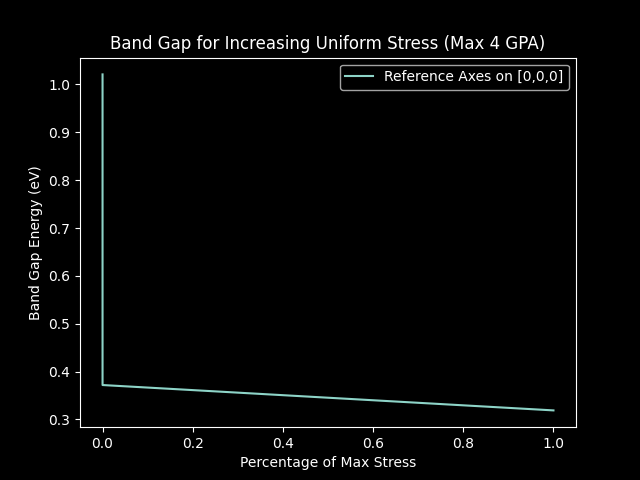 Band Gap for Increasing Uniform Stress (Max 4 GPA)
Reference Axes on [0,0,0]
Band Gap Energy (eV)
1.0
0.9
0.8
0.7
0.6
0.5
0.4
0.3
0.0 0.2 0.4 0.6 0.8 1.0
Percentage of Max Stress